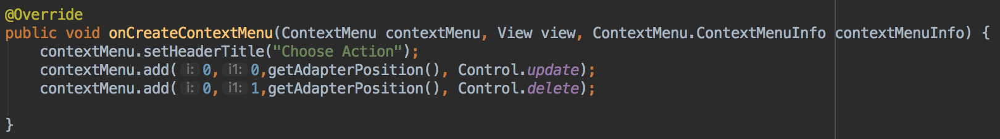 @Override
public void onCreateContextMenu(ContextMenu contextMenu, View view, ContextMenu.ContextMenuInfo contextMenuInfo) {
    contextMenu.setHeaderTitle("Choose Action");
    contextMenu.add( i: 0, i1: 0,getAdapterPosition(), Control.update);
    contextMenu.add( i: 0, i1: 1,getAdapterPosition(), Control.delete);
}